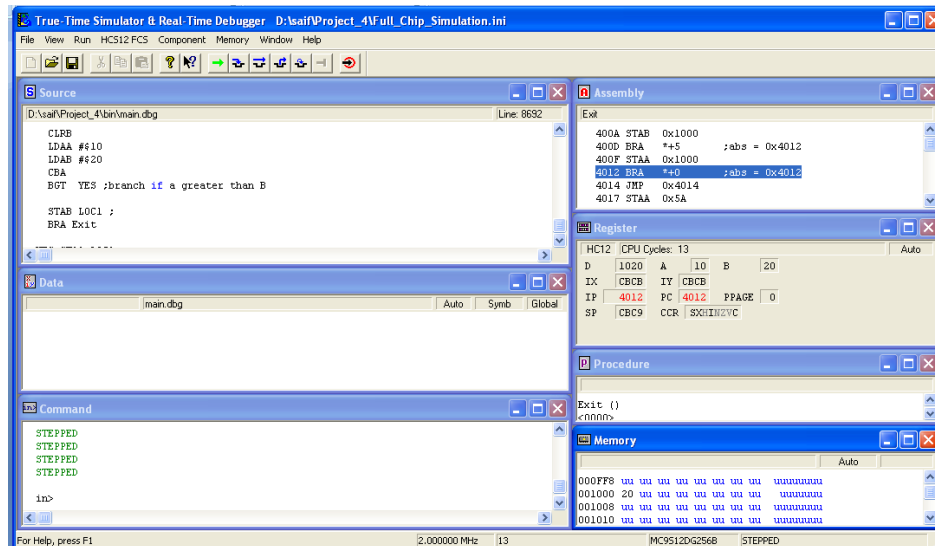 True-Time Simulator & Real-Time Debugger D:\saif\Project_4\Full_Chip_Simulation.ini
File View Run HCS12 FCS Component Memory Window Help
S Source
D:\saif\Project_4\bin\main.dbg Line: 8692
CLRB
LDAA #$10
LDAB #$20
CBA
BGT YES ;branch if a greater than B
STAB LOC1 ;
BRA Exit
A Assembly
Exit
400A STAB 0x1000
400D BRA *+5 ;abs = 0x4012
400F STAA 0x1000
4012 BRA *+0 ;abs = 0x4012
4014 JMP 0x4014
4017 STAA 0x5A
Register
HC12 CPU Cycles: 13 Auto
D 1020 A 10 B 20
IX CBCB IY CBCB
IP 4012 PC 4012 PPAGE 0
SP CBC9 CCR SXHINZVC
Data
main.dbg Auto Symb Global
P Procedure
Exit ()
<0000>
Command
STEPPED
STEPPED
STEPPED
STEPPED
in>
Memory
Auto
000FF8 uu uu uu uu uu uu uu uu uuuuuuuu
001000 20 uu uu uu uu uu uu uu uuuuuuu
001008 uu uu uu uu uu uu uu uu uuuuuuuu
001010 uu uu uu uu uu uu uu uu uuuuuuuu
For Help, press F1 2.000000 MHz 13 MC9S12DG256B STEPPED